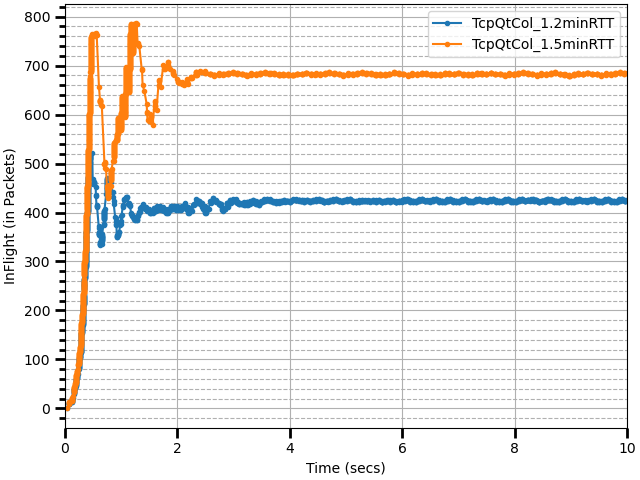 TcpQtCol_1.2minRTT
TcpQtCol_1.5minRTT
InFlight (in Packets)
800
700
600
500
400
300
200
100
0
0 2 4 6 8 10
Time (secs)